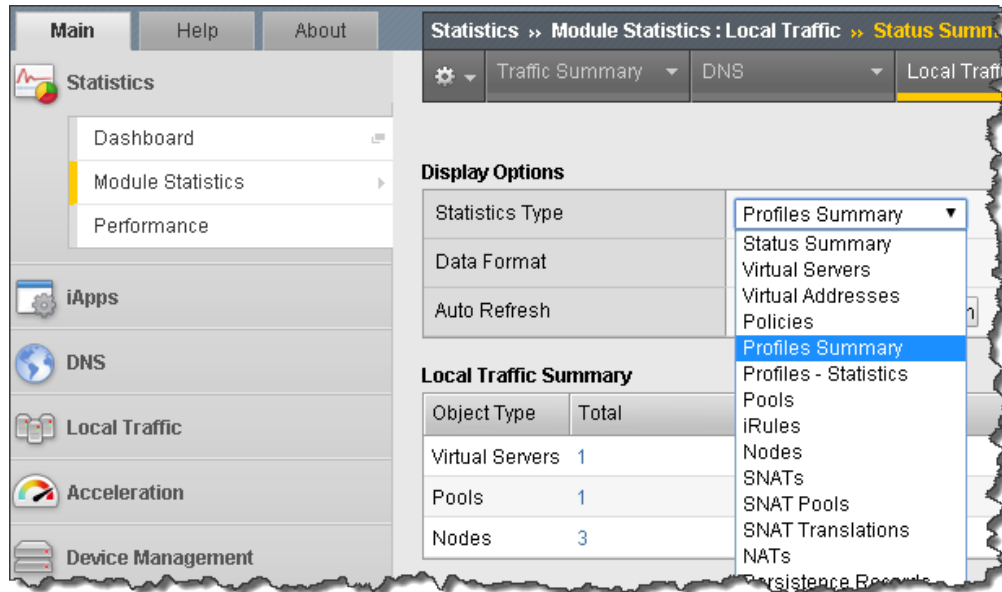 Main
Help
About
Statistics
Dashboard
Module Statistics
Performance
iApps
DNS
Local Traffic
Acceleration
Device Management
Statistics ›› Module Statistics : Local Traffic ›› Status
Traffic Summary
DNS
Local
Display Options
Statistics Type
Profiles Summary
Data Format
Auto Refresh
Status Summary
Virtual Servers
Virtual Addresses
Policies
Profiles Summary
Profiles - Statistics
Pools
iRules
Nodes
SNATs
SNAT Pools
SNAT Translations
NATs
Persistence Records
Local Traffic Summary
Object Type Total
Virtual Servers 1
Pools 1
Nodes 3